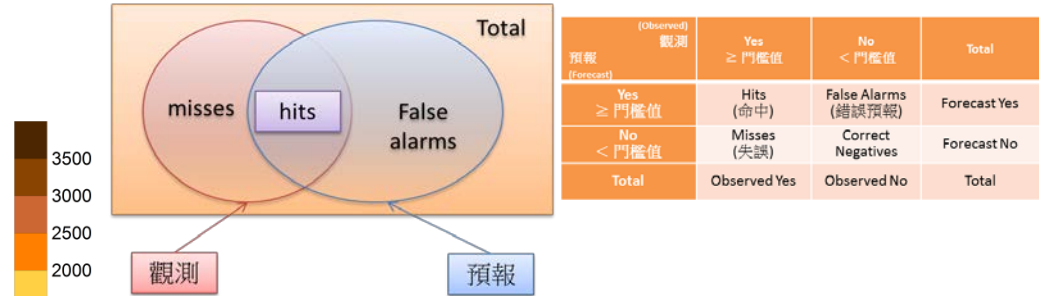 Total
misses
hits
False
alarms
觀測
預報
3500
3000
2500
2000
(Observed)
觀測
預報
(Forecast)
Yes
≥ 門檻值
No
< 門檻值
Total
Yes
≥ 門檻值
Hits
(命中)
False Alarms
(錯誤預報)
Forecast Yes
No
< 門檻值
Misses
(失誤)
Correct
Negatives
Forecast No
Total
Observed Yes
Observed No
Total